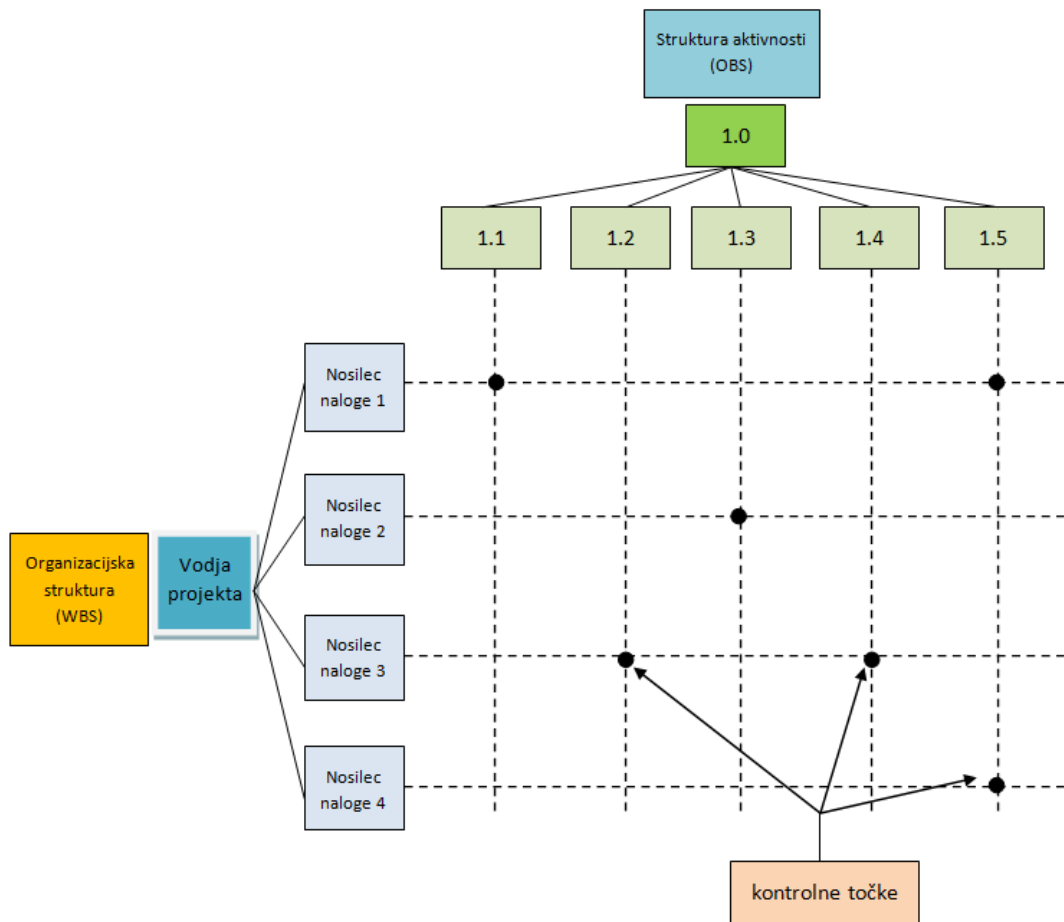 Struktura aktivnosti
(OBS)
1.0
1.1
1.2
1.3
1.4
1.5
Nosilec
naloge 1
Nosilec
naloge 2
Organizacijska
struktura
(WBS)
Vodja
projekta
Nosilec
naloge 3
Nosilec
naloge 4
kontrolne točke